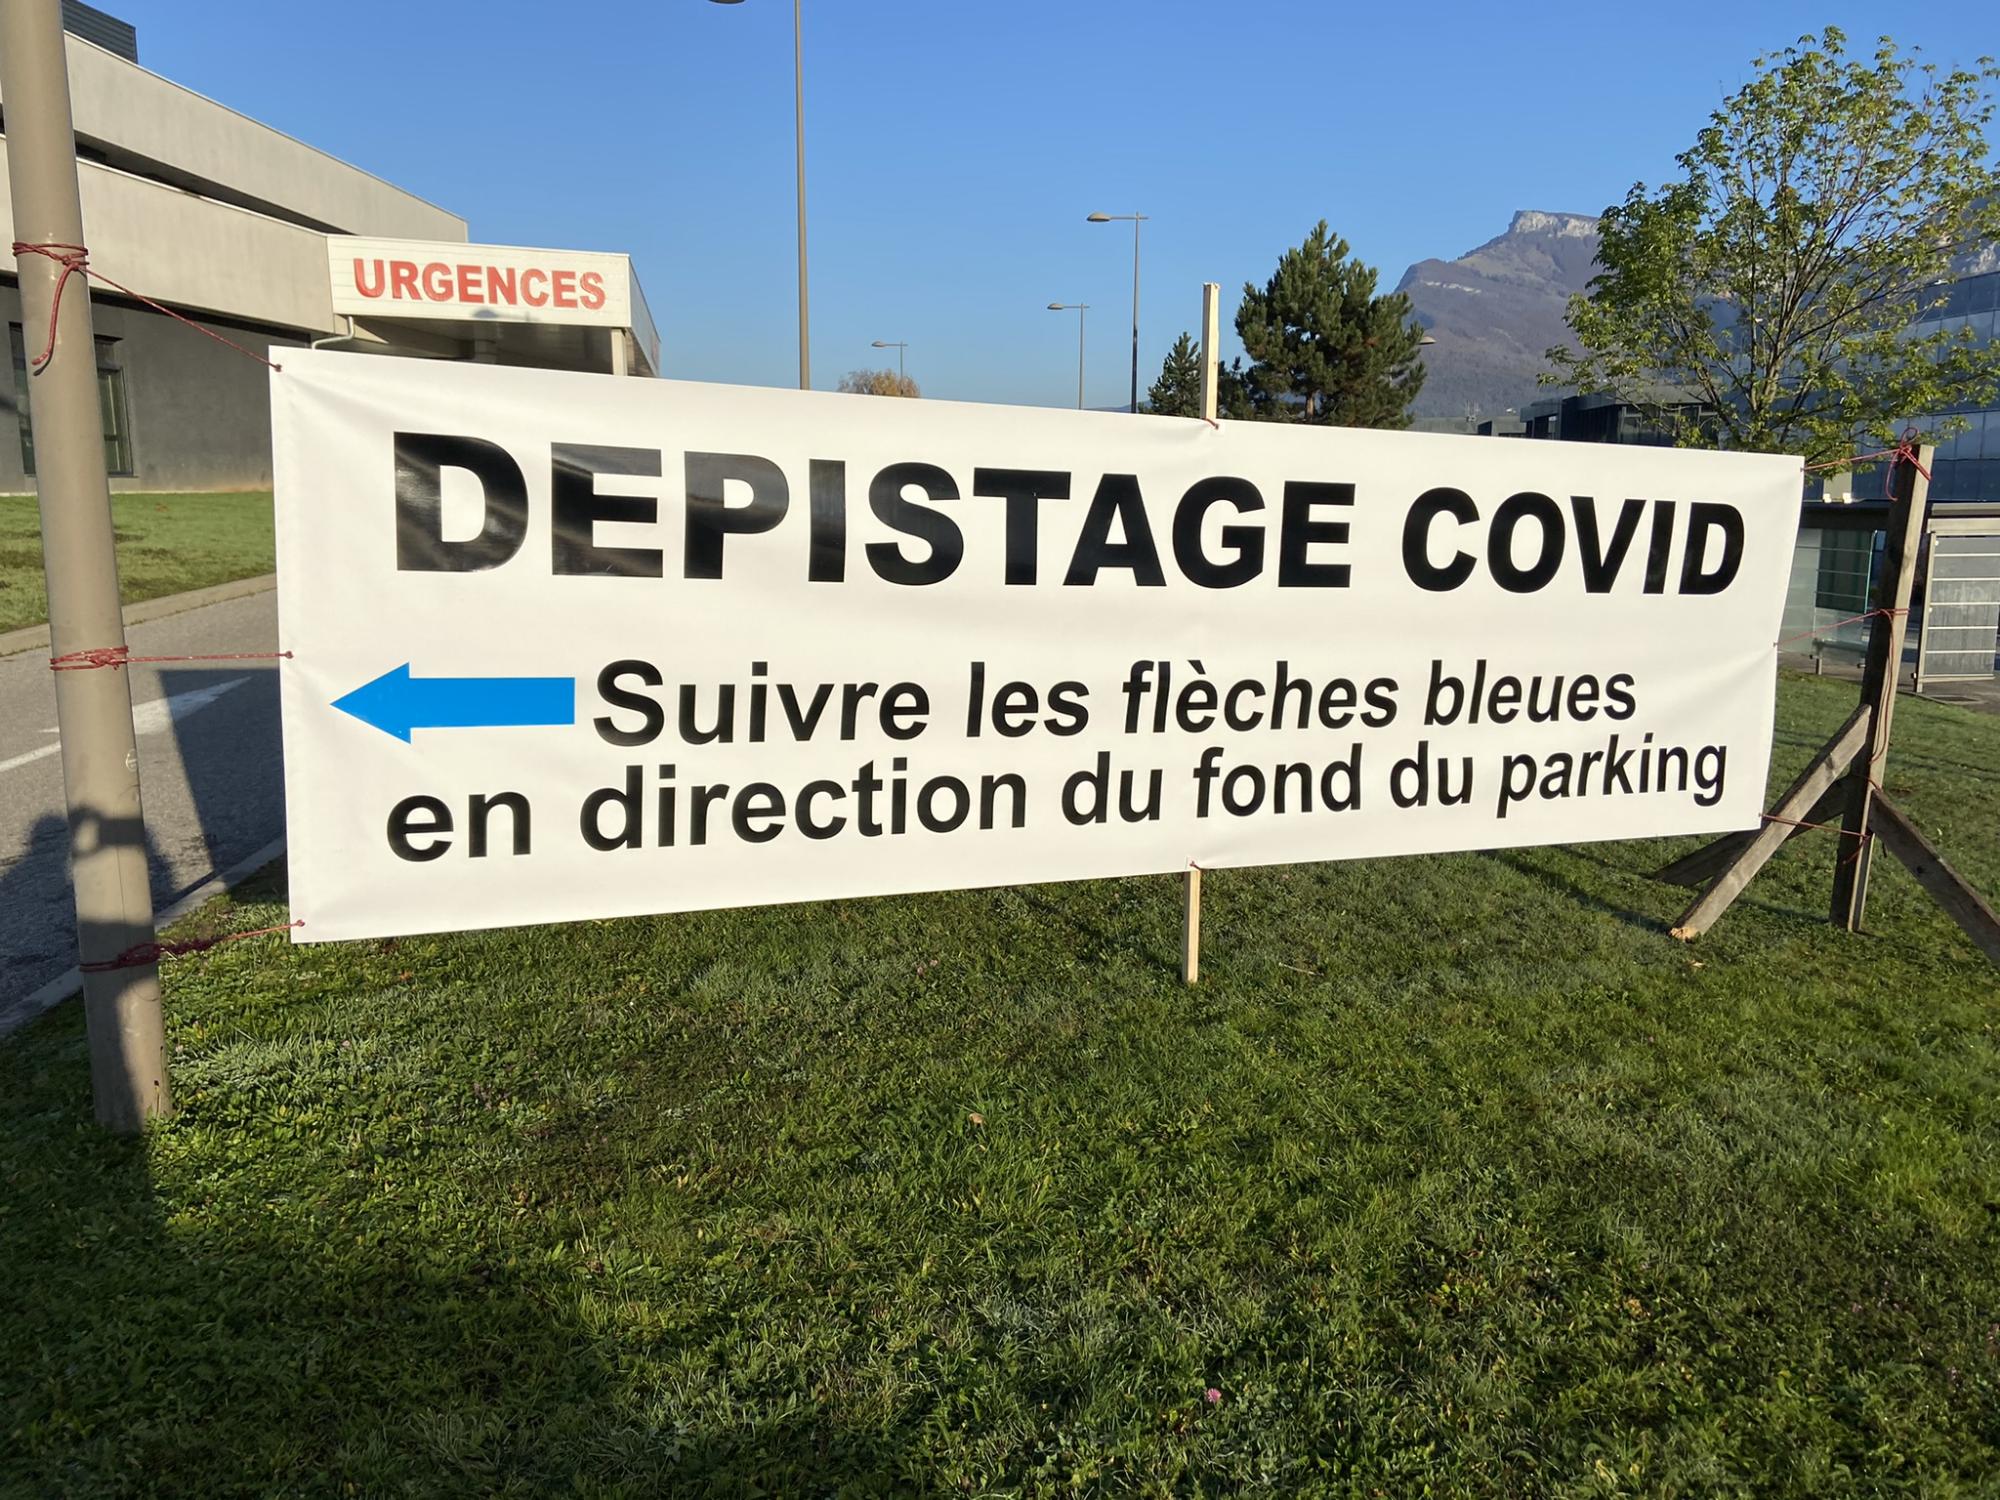 URGENCES
DEPISTAGE COVID
Suivre les flèches bleues
en direction du fond du parking